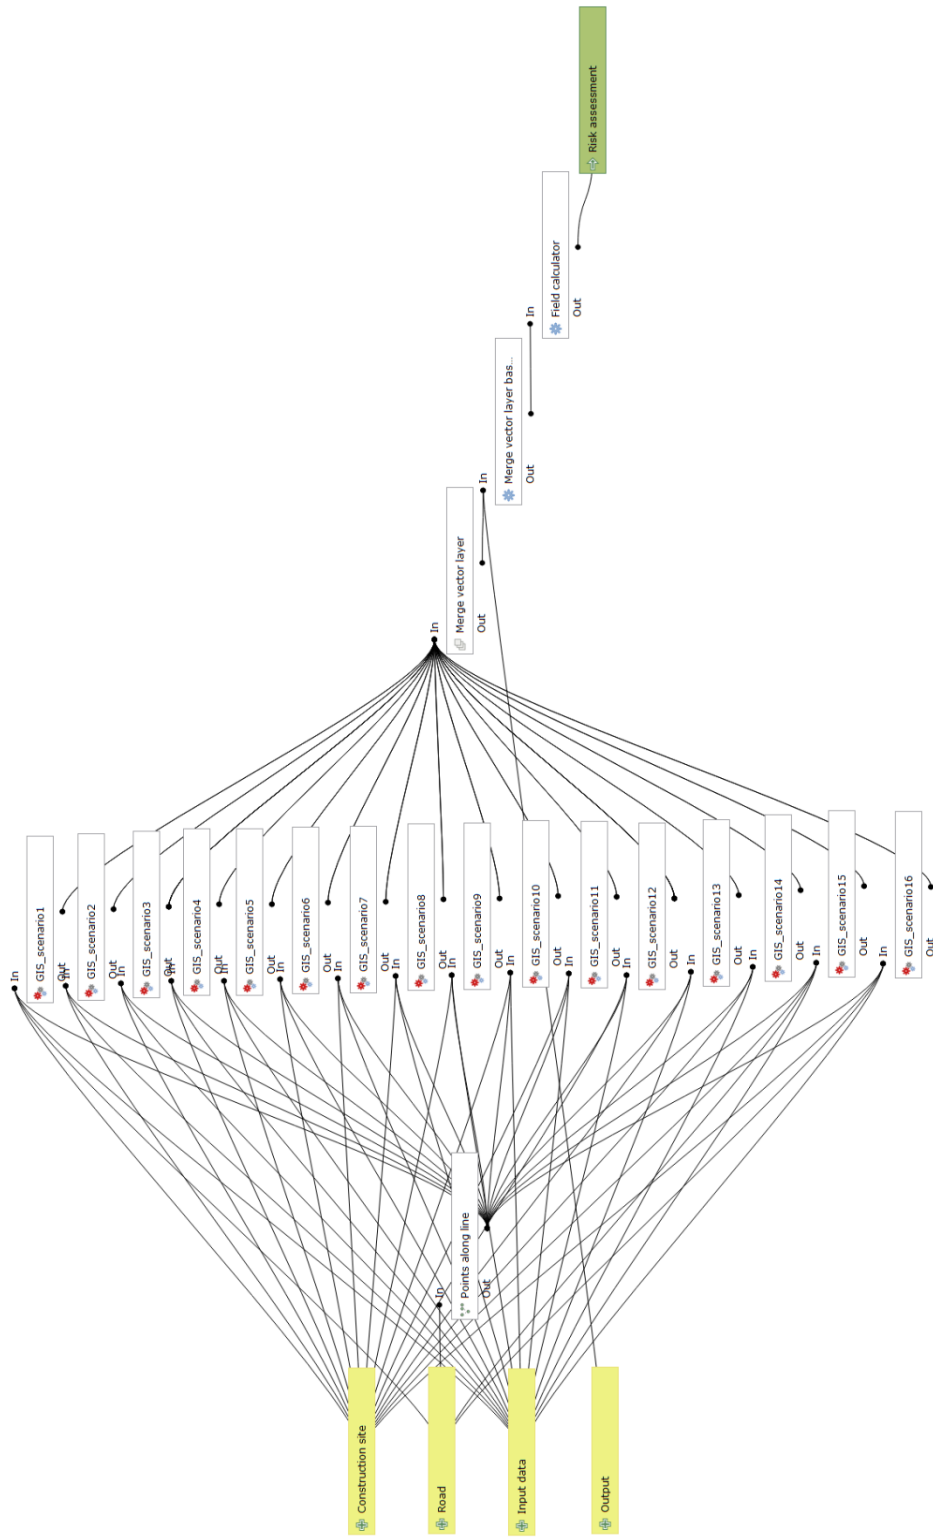 Construction site
Road
Input data
Output
In
Points along line
Out
In
GIS_scenario1
Out
In
GIS_scenario2
Out
In
GIS_scenario3
Out
In
GIS_scenario4
Out
In
GIS_scenario5
Out
In
GIS_scenario6
Out
In
GIS_scenario7
Out
In
GIS_scenario8
Out
In
GIS_scenario9
Out
In
GIS_scenario10
Out
In
GIS_scenario11
Out
In
GIS_scenario12
Out
In
GIS_scenario13
Out
In
GIS_scenario14
Out
In
GIS_scenario15
Out
In
GIS_scenario16
Out
In
Merge vector layer
Out
In
Merge vector layer bas...
Out
In
Field calculator
Out
Risk assessment